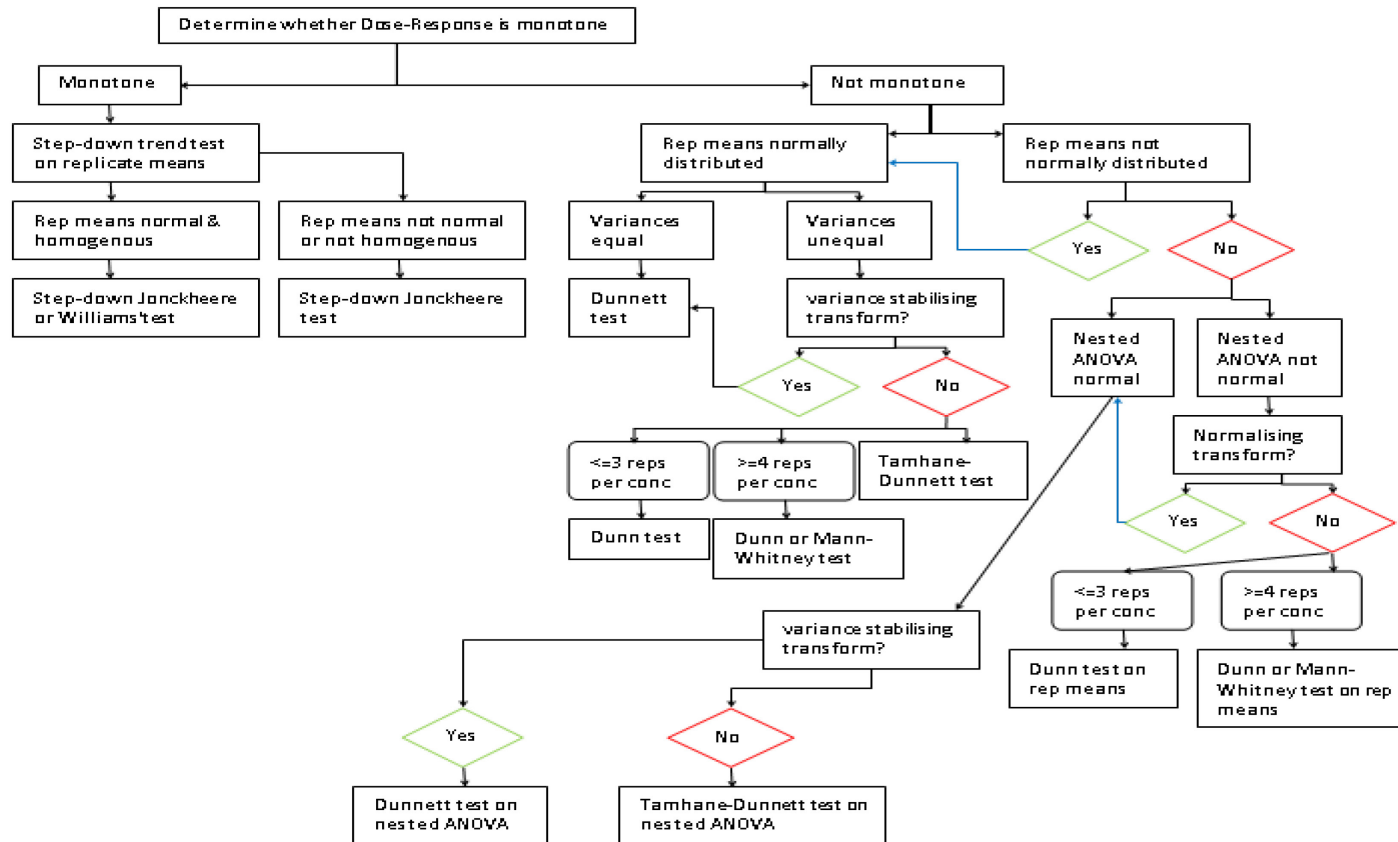 Determine whether Dose-Response is monotone
Monotone
Not monotone
Step-down trend test
on replicate means
Rep means normally
distributed
Rep means not
normally distributed
Rep means normal &
homogenous
Rep means not normal
or not homogenous
Variances
equal
Variances
unequal
Yes
No
Step-down Jonckheere
or Williams'test
Step-down Jonckheere
test
Dunnett
test
variance stabilising
transform?
Nested
ANOVA
normal
Nested
ANOVA not
normal
Yes
No
Normalising
transform?
<=3 reps
per conc
>=4 reps
per conc
Tamhane-
Dunnett test
Yes
No
Dunn test
Dunn or Mann-
Whitney test
<=3 reps
per conc
>=4 reps
per conc
variance stabilising
transform?
Dunn test on
rep means
Dunn or Mann-
Whitney test on rep
means
Yes
No
Dunnett test on
nested ANOVA
Tamhane-Dunnett test on
nested ANOVA